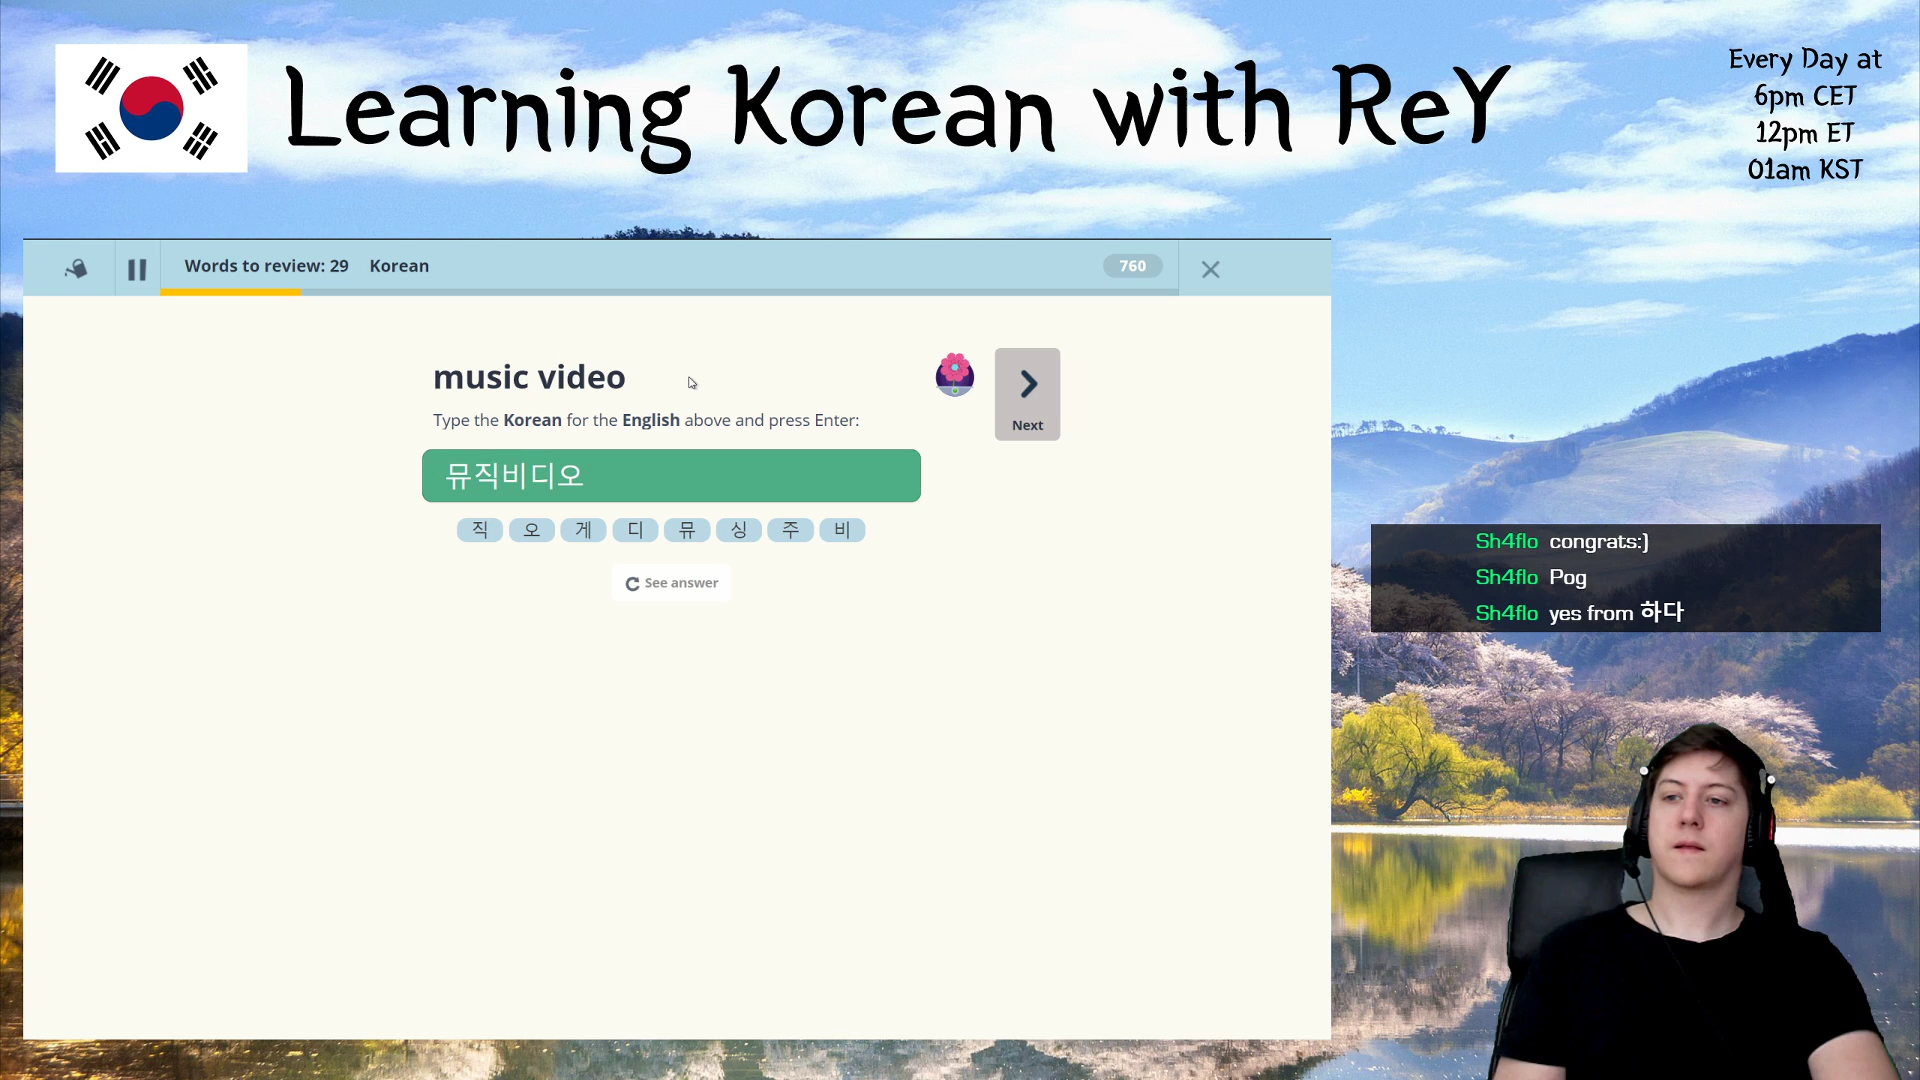 Learning Korean with ReY
Every Day at
6pm CET
12pm ET
01am KST
Words to review: 29 Korean
760
music video
Type the Korean for the English above and press Enter:
Next
뮤직비디오
직 오 게 디 뮤 싱 주 비
See answer
Sh4flo congrats:)
Sh4flo Pog
Sh4flo yes from 하다